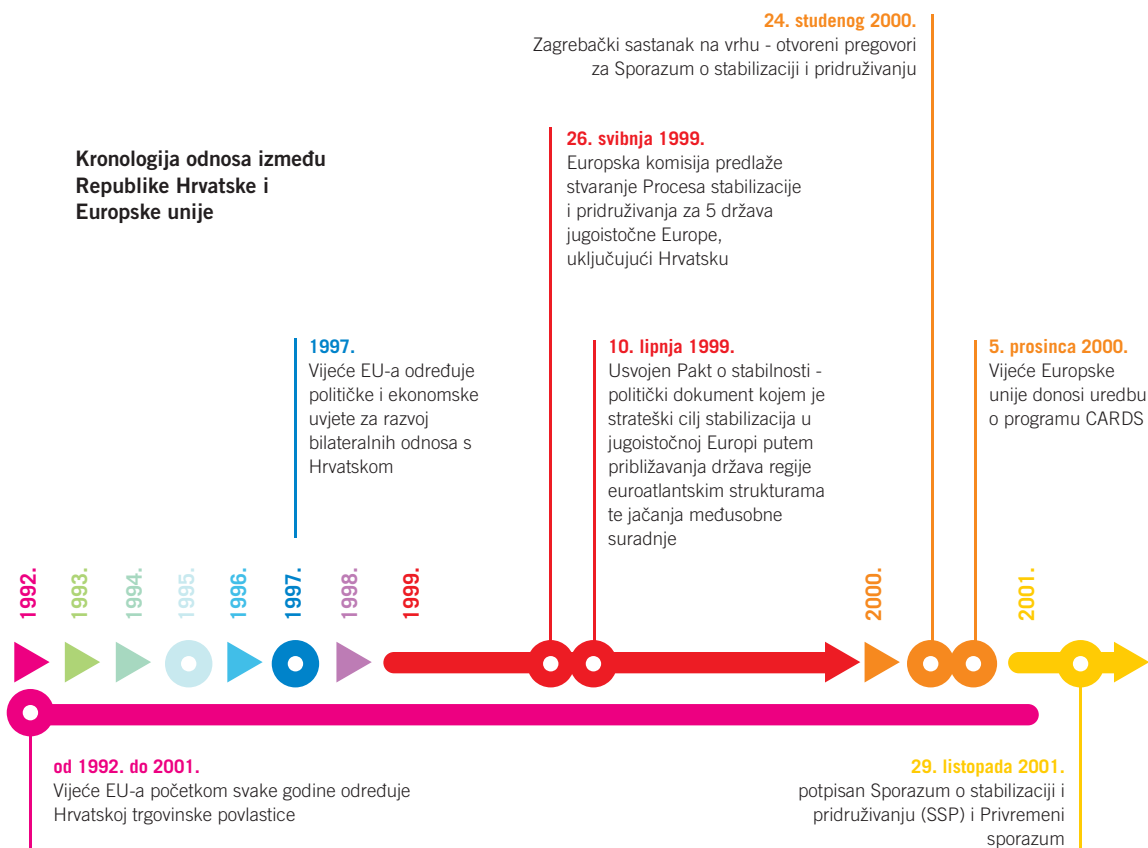 24. studenog 2000.
Zagrebački sastanak na vrhu - otvoreni pregovori
za Sporazum o stabilizaciji i pridruživanju
Kronologija odnosa između
Republike Hrvatske i
Europske unije
26. svibnja 1999.
Europska komisija predlaže
stvaranje Procesa stabilizacije
i pridruživanja za 5 država
jugoistočne Europe,
uključujući Hrvatsku
1997.
Vijeće EU-a određuje
političke i ekonomske
uvjete za razvoj
bilateralnih odnosa s
Hrvatskom
10. lipnja 1999.
Usvojen Pakt o stabilnosti -
politički dokument kojem je
strateški cilj stabilizacija u
jugoistočnoj Europi putem
približavanja država regije
euroatlantskim strukturama
te jačanja međusobne
suradnje
5. prosinca 2000.
Vijeće Europske
unije donosi uredbu
o programu CARDS
1992.
1993.
1994.
1995.
1996.
1997.
1998.
1999.
2000.
2001.
od 1992. do 2001.
Vijeće EU-a početkom svake godine određuje
Hrvatskoj trgovinske povlastice
29. listopada 2001.
potpisan Sporazum o stabilizaciji i
pridruživanju (SSP) i Privremeni
sporazum